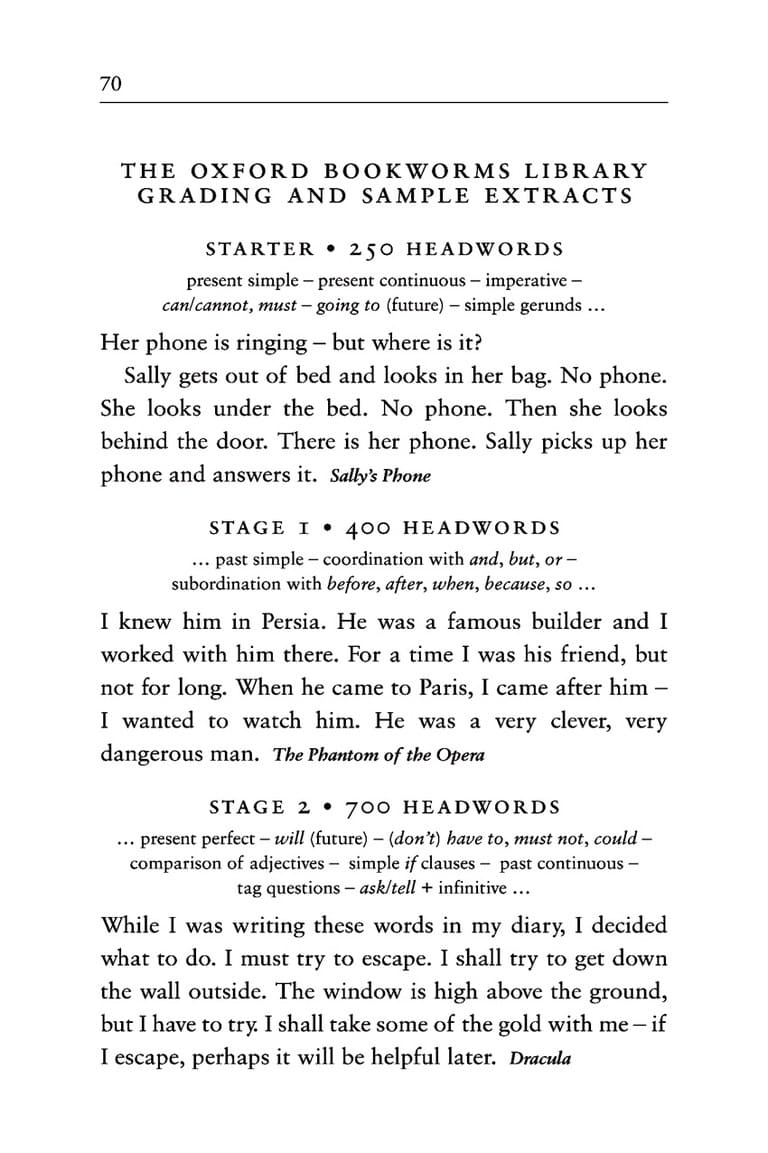 70
THE OXFORD BOOKWORMS LIBRARY
GRADING AND SAMPLE EXTRACTS
STARTER • 250 HEADWORDS
present simple – present continuous – imperative –
can/cannot, must – going to (future) – simple gerunds ...
Her phone is ringing – but where is it?
Sally gets out of bed and looks in her bag. No phone.
She looks under the bed. No phone. Then she looks
behind the door. There is her phone. Sally picks up her
phone and answers it. Sally's Phone
STAGE 1 • 400 HEADWORDS
... past simple – coordination with and, but, or –
subordination with before, after, when, because, so ...
I knew him in Persia. He was a famous builder and I
worked with him there. For a time I was his friend, but
not for long. When he came to Paris, I came after him –
I wanted to watch him. He was a very clever, very
dangerous man. The Phantom of the Opera
STAGE 2 • 700 HEADWORDS
... present perfect – will (future) – (don't) have to, must not, could –
comparison of adjectives – simple if clauses – past continuous –
tag questions – ask/tell + infinitive ...
While I was writing these words in my diary, I decided
what to do. I must try to escape. I shall try to get down
the wall outside. The window is high above the ground,
but I have to try. I shall take some of the gold with me – if
I escape, perhaps it will be helpful later. Dracula